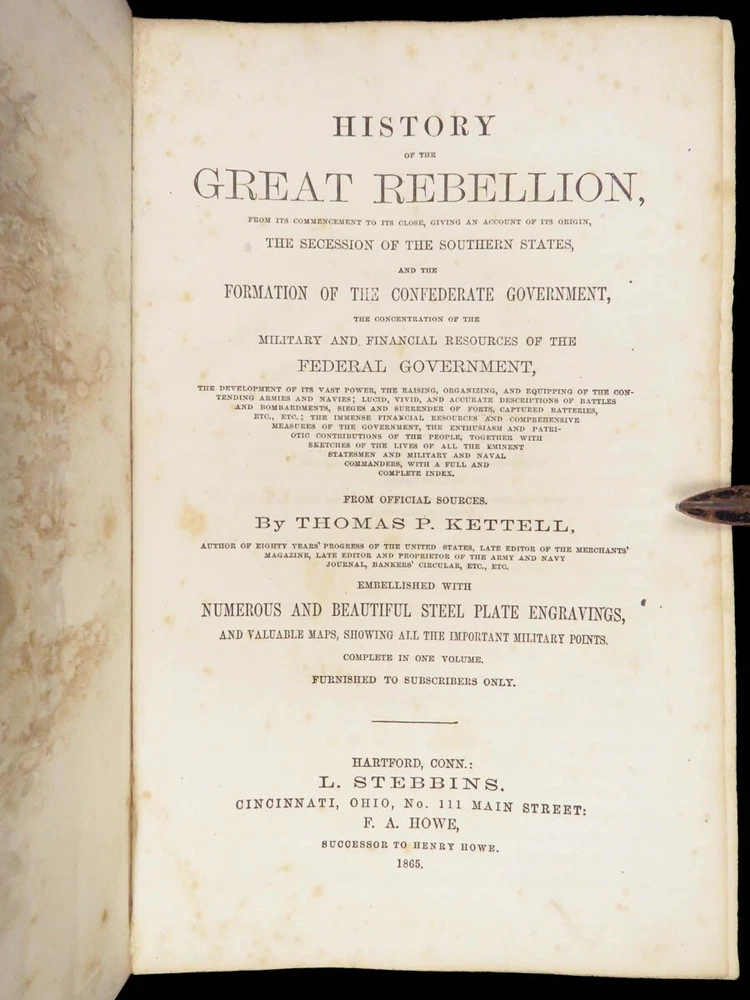 HISTORY
OF THE
GREAT REBELLION,
FROM ITS COMMENCEMENT TO ITS CLOSE, GIVING AN ACCOUNT OF ITS ORIGIN,
THE SECESSION OF THE SOUTHERN STATES,
AND THE
FORMATION OF THE CONFEDERATE GOVERNMENT,
THE CONCENTRATION OF THE
MILITARY AND FINANCIAL RESOURCES OF THE
FEDERAL GOVERNMENT,
THE DEVELOPMENT OF ITS VAST POWER, THE RAISING, ORGANIZING, AND EQUIPPING OF THE CON-
TENDING ARMIES AND NAVIES; LUCID, VIVID, AND ACCURATE DESCRIPTIONS OF BATTLES
AND BOMBARDMENTS, SIEGES AND SURRENDER OF FORTS, CAPTURED BATTERIES,
ETC., ETC.; THE IMMENSE FINANCIAL RESOURCES AND COMPREHENSIVE
MEASURES OF THE GOVERNMENT, THE ENTHUSIASM AND PATRI-
OTIC CONTRIBUTIONS OF THE PEOPLE, TOGETHER WITH
SKETCHES OF THE LIVES OF ALL THE EMINENT
STATESMEN AND MILITARY AND NAVAL
COMMANDERS, WITH A FULL AND
COMPLETE INDEX.
FROM OFFICIAL SOURCES.
By THOMAS P. KETTELL,
AUTHOR OF EIGHTY YEARS' PROGRESS OF THE UNITED STATES, LATE EDITOR OF THE MERCHANTS'
MAGAZINE, LATE EDITOR AND PROPRIETOR OF THE ARMY AND NAVY
JOURNAL, BANKERS' CIRCULAR, ETC., ETC.
EMBELLISHED WITH
NUMEROUS AND BEAUTIFUL STEEL PLATE ENGRAVINGS,
AND VALUABLE MAPS, SHOWING ALL THE IMPORTANT MILITARY POINTS.
COMPLETE IN ONE VOLUME.
FURNISHED TO SUBSCRIBERS ONLY.
HARTFORD, CONN.:
L. STEBBINS.
CINCINNATI, OHIO, No. 111 MAIN STREET:
F. A. HOWE,
SUCCESSOR TO HENRY HOWE.
1865.